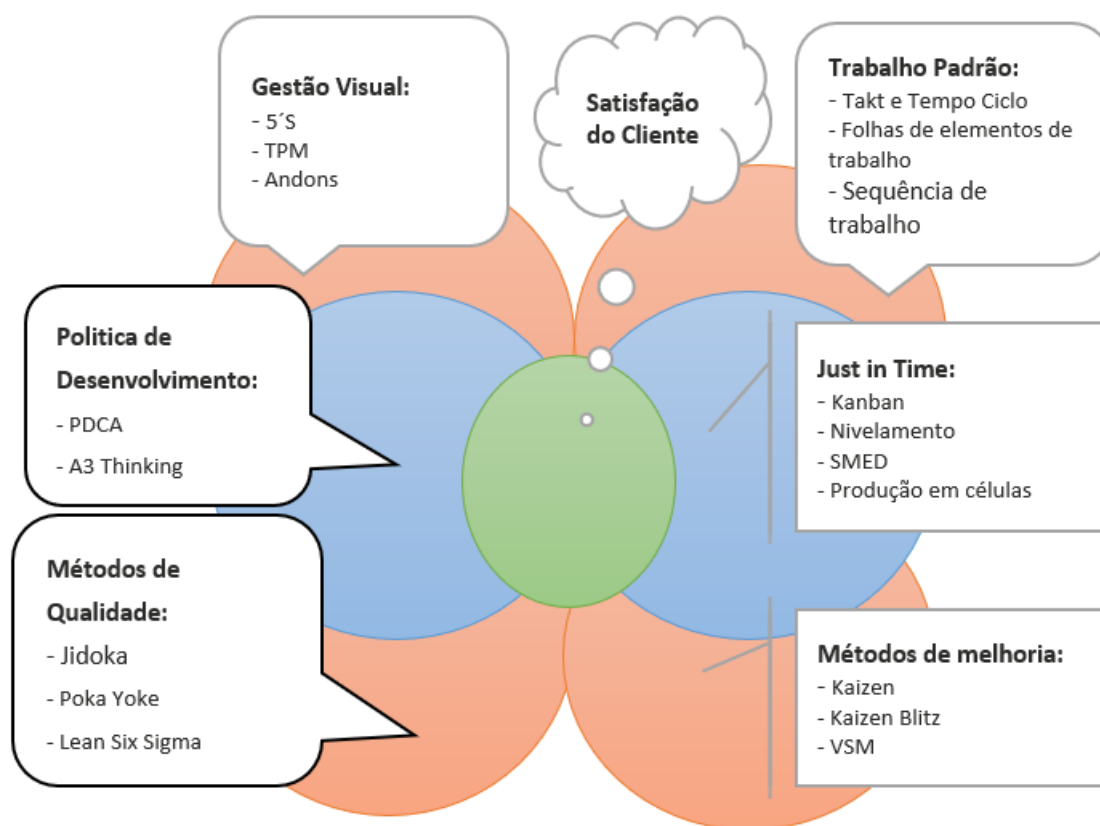 Gestão Visual:
- 5´S
- TPM
- Andons
Satisfação
do Cliente
Trabalho Padrão:
- Takt e Tempo Ciclo
- Folhas de elementos de
trabalho
- Sequência de
trabalho
Politica de
Desenvolvimento:
- PDCA
- A3 Thinking
Just in Time:
- Kanban
- Nivelamento
- SMED
- Produção em células
Métodos de
Qualidade:
- Jidoka
- Poka Yoke
- Lean Six Sigma
Métodos de melhoria:
- Kaizen
- Kaizen Blitz
- VSM